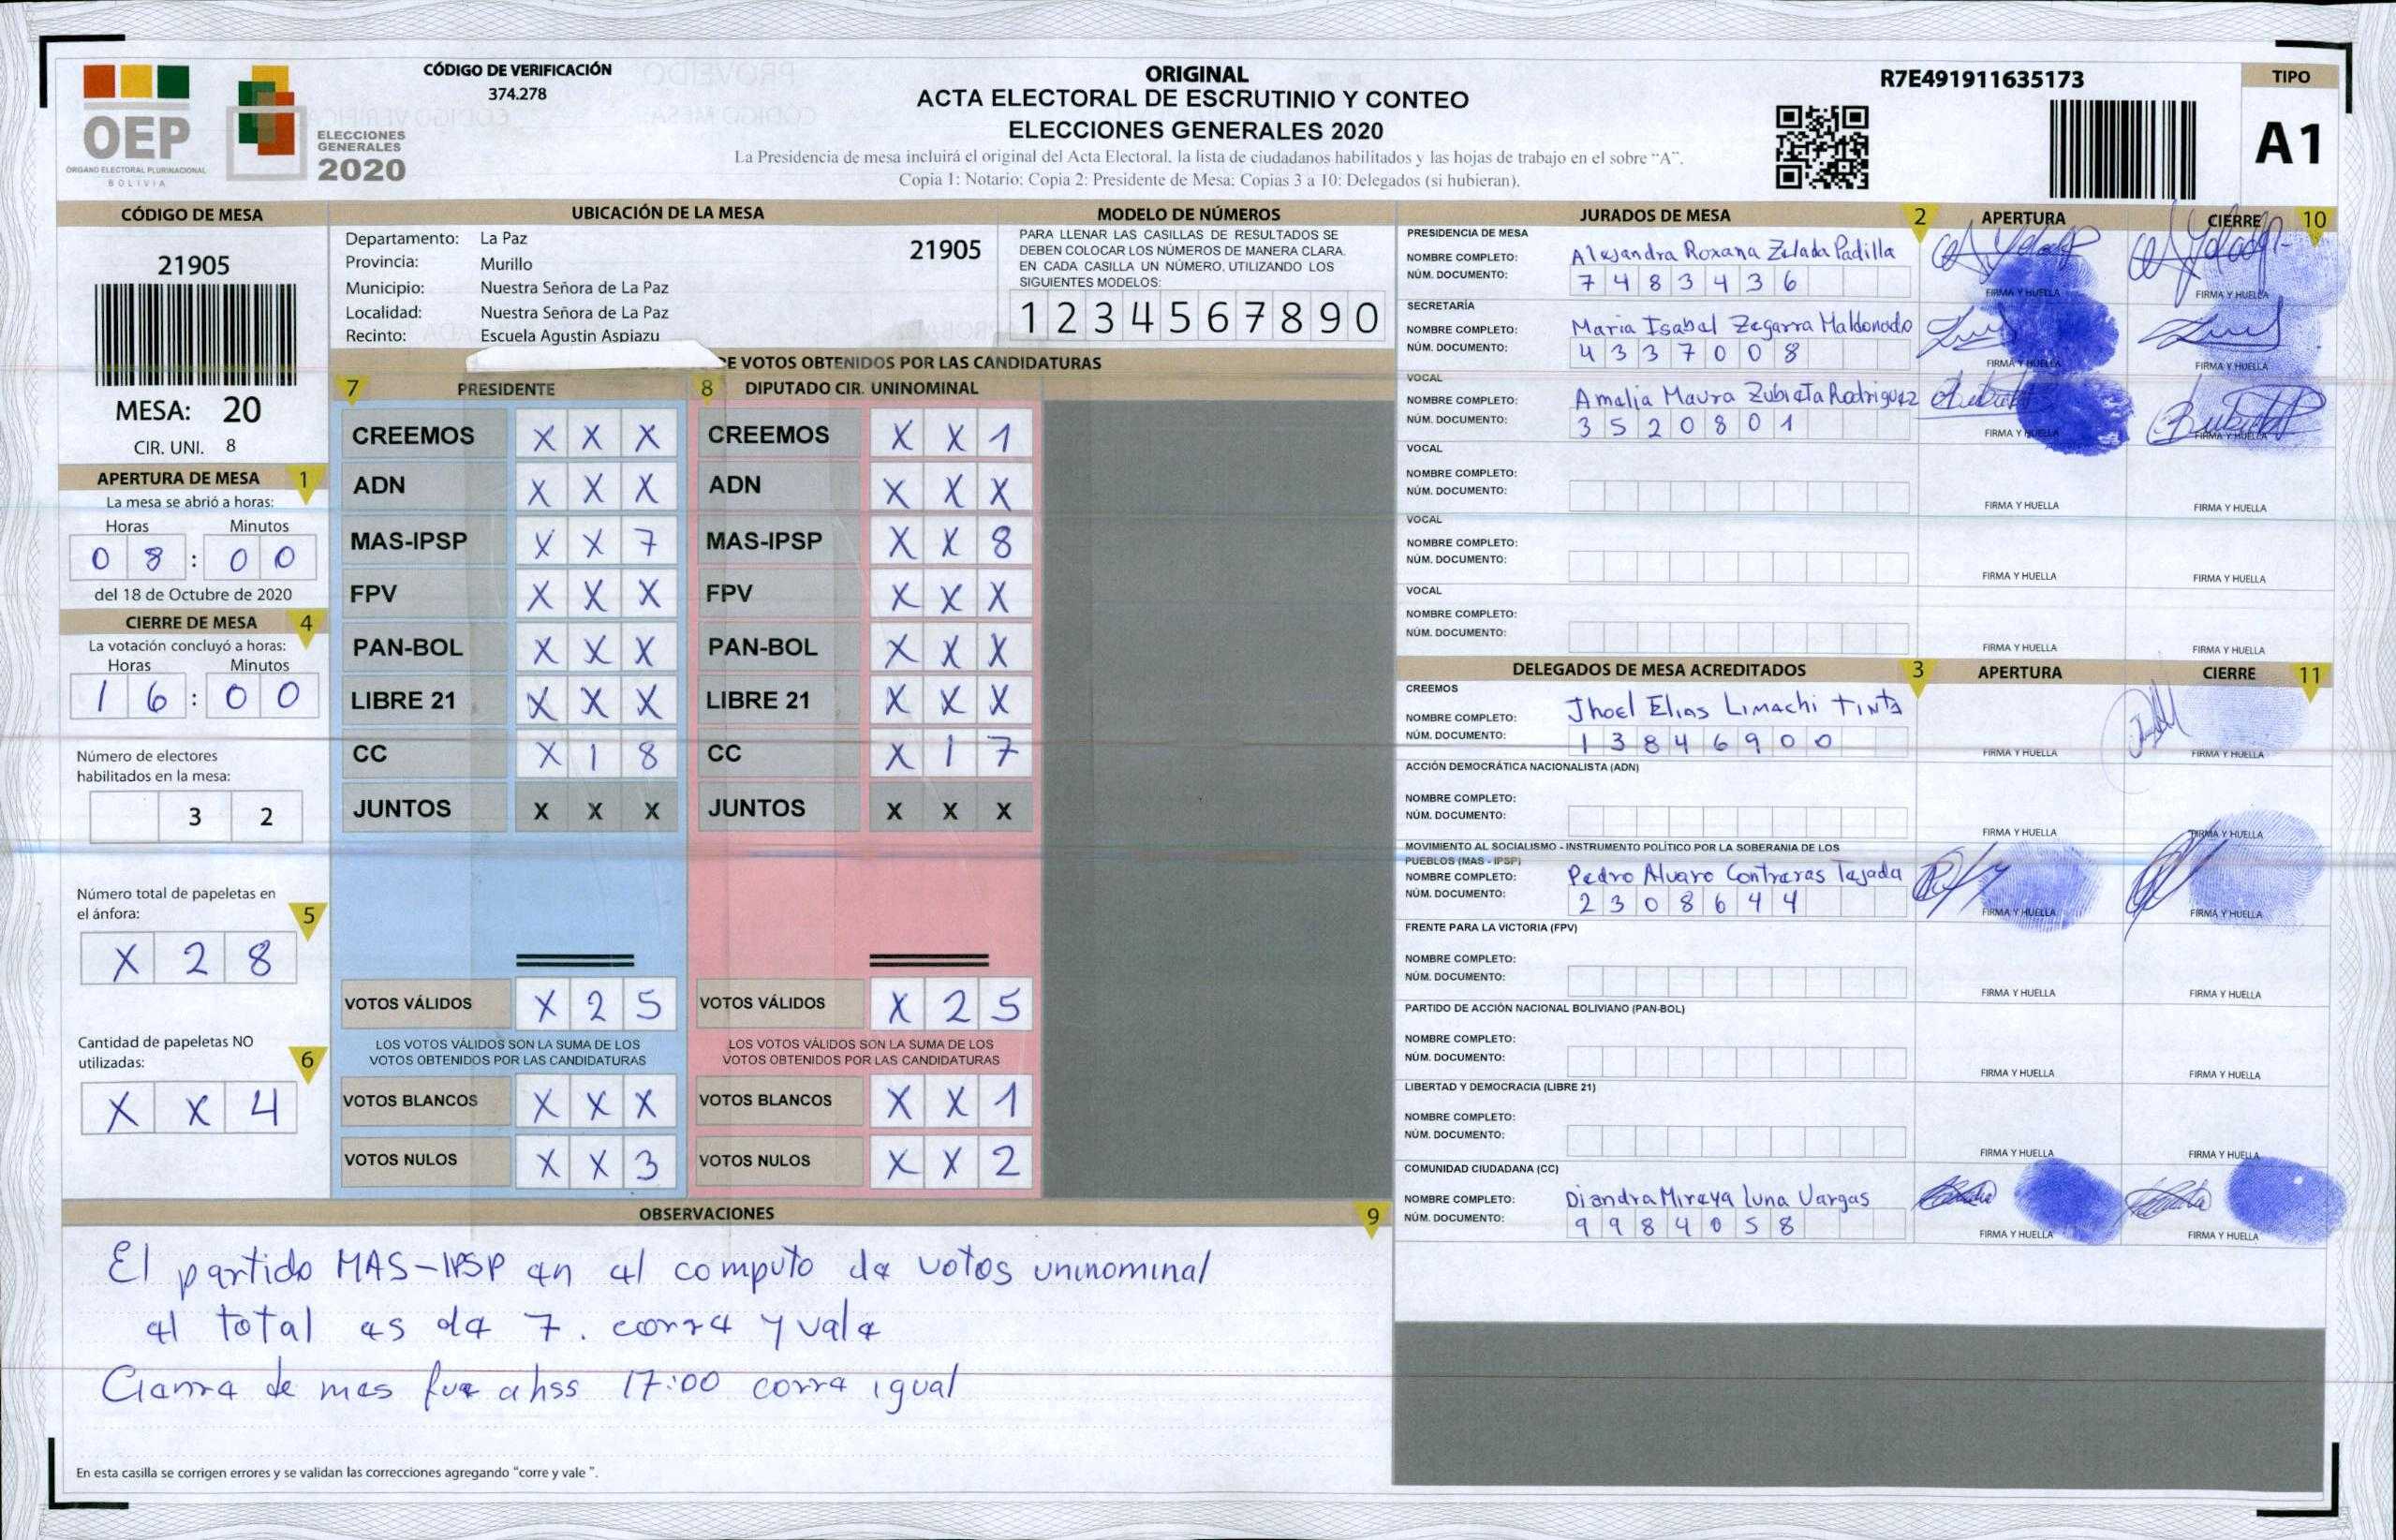 CÓDIGO DE VERIFICACIÓN
374.278
OEP
ÓRGANO ELECTORAL PLURINACIONAL
BOLIVIA
ELECCIONES
GENERALES
2020
ORIGINAL
ACTA ELECTORAL DE ESCRUTINIO Y CONTEO
ELECCIONES GENERALES 2020
La Presidencia de mesa incluirá el original del Acta Electoral, la lista de ciudadanos habilitados y las hojas de trabajo en el sobre “A”.
Copia 1: Notario; Copia 2: Presidente de Mesa; Copias 3 a 10: Delegados (si hubieran).
R7E491911635173
TIPO
A1
CÓDIGO DE MESA
21905
MESA: 20
CIR. UNI. 8
UBICACIÓN DE LA MESA
Departamento: La Paz
21905
Provincia: Murillo
Municipio: Nuestra Señora de La Paz
Localidad: Nuestra Señora de La Paz
Recinto: Escuela Agustin Aspiazu
MODELO DE NÚMEROS
PARA LLENAR LAS CASILLAS DE RESULTADOS SE
DEBEN COLOCAR LOS NÚMEROS DE MANERA CLARA.
EN CADA CASILLA UN NÚMERO, UTILIZANDO LOS
SIGUIENTES MODELOS:
1 2 3 4 5 6 7 8 9 0
APERTURA DE MESA 1
La mesa se abrió a horas:
Horas Minutos
0 8 : 0 0
del 18 de Octubre de 2020
CIERRE DE MESA 4
La votación concluyó a horas:
Horas Minutos
1 6 : 0 0
Número de electores
habilitados en la mesa:
3 2
Número total de papeletas en
el ánfora: 5
X 2 8
Cantidad de papeletas NO
utilizadas: 6
X X 4
DE VOTOS OBTENIDOS POR LAS CANDIDATURAS
7 PRESIDENTE 8 DIPUTADO CIR. UNINOMINAL
CREEMOS X X X CREEMOS X X 1
ADN X X X ADN X X X
MAS-IPSP X X 7 MAS-IPSP X X 8
FPV X X X FPV X X X
PAN-BOL X X X PAN-BOL X X X
LIBRE 21 X X X LIBRE 21 X X X
CC X 1 8 CC X 1 7
JUNTOS X X X JUNTOS X X X
VOTOS VÁLIDOS X 2 5 VOTOS VÁLIDOS X 2 5
LOS VOTOS VÁLIDOS SON LA SUMA DE LOS LOS VOTOS VÁLIDOS SON LA SUMA DE LOS
VOTOS OBTENIDOS POR LAS CANDIDATURAS VOTOS OBTENIDOS POR LAS CANDIDATURAS
VOTOS BLANCOS X X X VOTOS BLANCOS X X 1
VOTOS NULOS X X 3 VOTOS NULOS X X 2
OBSERVACIONES 9
El partido MAS-IPSP en el computo de votos uninominal
el total es de 7. corre y vale
Cierre de mes fue a hss 17:00 corre igual
En esta casilla se corrigen errores y se validan las correcciones agregando “corre y vale”.
JURADOS DE MESA 2 APERTURA CIERRE 10
PRESIDENCIA DE MESA
NOMBRE COMPLETO: Alejandra Roxana Zelada Padilla
NÚM. DOCUMENTO: 7 4 8 3 4 3 6
FIRMA Y HUELLA FIRMA Y HUELLA
SECRETARÍA
NOMBRE COMPLETO: Maria Isabel Zegarra Maldonado
NÚM. DOCUMENTO: 4 3 3 7 0 0 8
FIRMA Y HUELLA FIRMA Y HUELLA
VOCAL
NOMBRE COMPLETO: Amalia Maura Zubieta Rodriguez
NÚM. DOCUMENTO: 3 5 2 0 8 0 1
FIRMA Y HUELLA FIRMA Y HUELLA
VOCAL
NOMBRE COMPLETO:
NÚM. DOCUMENTO:
FIRMA Y HUELLA FIRMA Y HUELLA
VOCAL
NOMBRE COMPLETO:
NÚM. DOCUMENTO:
FIRMA Y HUELLA FIRMA Y HUELLA
VOCAL
NOMBRE COMPLETO:
NÚM. DOCUMENTO:
FIRMA Y HUELLA FIRMA Y HUELLA
DELEGADOS DE MESA ACREDITADOS 3 APERTURA CIERRE 11
CREEMOS
NOMBRE COMPLETO: Jhoel Elias Limachi Tinta
NÚM. DOCUMENTO: 1 3 8 4 6 9 0 0
FIRMA Y HUELLA FIRMA Y HUELLA
ACCIÓN DEMOCRÁTICA NACIONALISTA (ADN)
NOMBRE COMPLETO:
NÚM. DOCUMENTO:
FIRMA Y HUELLA FIRMA Y HUELLA
MOVIMIENTO AL SOCIALISMO - INSTRUMENTO POLÍTICO POR LA SOBERANIA DE LOS
PUEBLOS (MAS - IPSP)
NOMBRE COMPLETO: Pedro Alvaro Contreras Tejada
NÚM. DOCUMENTO: 2 3 0 8 6 4 4
FIRMA Y HUELLA FIRMA Y HUELLA
FRENTE PARA LA VICTORIA (FPV)
NOMBRE COMPLETO:
NÚM. DOCUMENTO:
FIRMA Y HUELLA FIRMA Y HUELLA
PARTIDO DE ACCIÓN NACIONAL BOLIVIANO (PAN-BOL)
NOMBRE COMPLETO:
NÚM. DOCUMENTO:
FIRMA Y HUELLA FIRMA Y HUELLA
LIBERTAD Y DEMOCRACIA (LIBRE 21)
NOMBRE COMPLETO:
NÚM. DOCUMENTO:
FIRMA Y HUELLA FIRMA Y HUELLA
COMUNIDAD CIUDADANA (CC)
NOMBRE COMPLETO: Diandra Mireya Luna Vargas
NÚM. DOCUMENTO: 9 9 8 4 0 5 8
FIRMA Y HUELLA FIRMA Y HUELLA